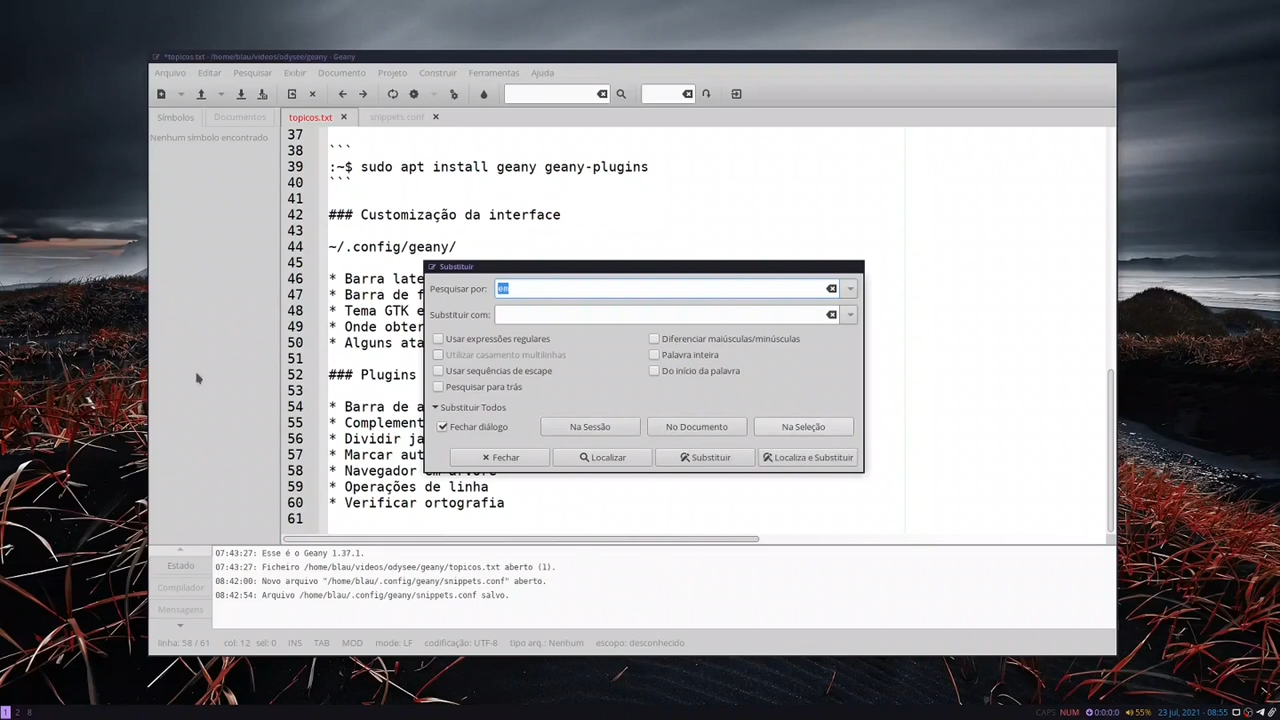 *topicos.txt - /home/blau/videos/odysee/geany - Geany
Arquivo Editar Pesquisar Exibir Documento Projeto Construir Ferramentas Ajuda
Símbolos Documentos
topicos.txt snippets.conf
Nenhum símbolo encontrado
37
38 ```
39 :~$ sudo apt install geany geany-plugins
40 ```
41
42 ### Customização da interface
43
44 ~/.config/geany/
45
46 * Barra late
47 * Barra de f
48 * Tema GTK e
49 * Onde obter
50 * Alguns ata
51
52 ### Plugins
53
54 * Barra de a
55 * Complement
56 * Dividir ja
57 * Marcar aut
58 * Navegador em árvore
59 * Operações de linha
60 * Verificar ortografia
61
Substituir
Pesquisar por: em
Substituir com:
Usar expressões regulares Diferenciar maiúsculas/minúsculas
Utilizar casamento multilinhas Palavra inteira
Usar sequências de escape Do início da palavra
Pesquisar para trás
Substituir Todos
Fechar diálogo Na Sessão No Documento Na Seleção
Fechar Localizar Substituir Localiza e Substituir
Estado
Compilador
Mensagens
07:43:27: Esse é o Geany 1.37.1.
07:43:27: Ficheiro /home/blau/videos/odysee/geany/topicos.txt aberto (1).
08:42:00: Novo arquivo "/home/blau/.config/geany/snippets.conf" aberto.
08:42:54: Arquivo /home/blau/.config/geany/snippets.conf salvo.
linha: 58 / 61 col: 12 sel: 0 INS TAB MOD mode: LF codificação: UTF-8 tipo arq.: Nenhum escopo: desconhecido
1 2 8 CAPS NUM 0:0:0:0 55% 23 jul, 2021 - 08:55